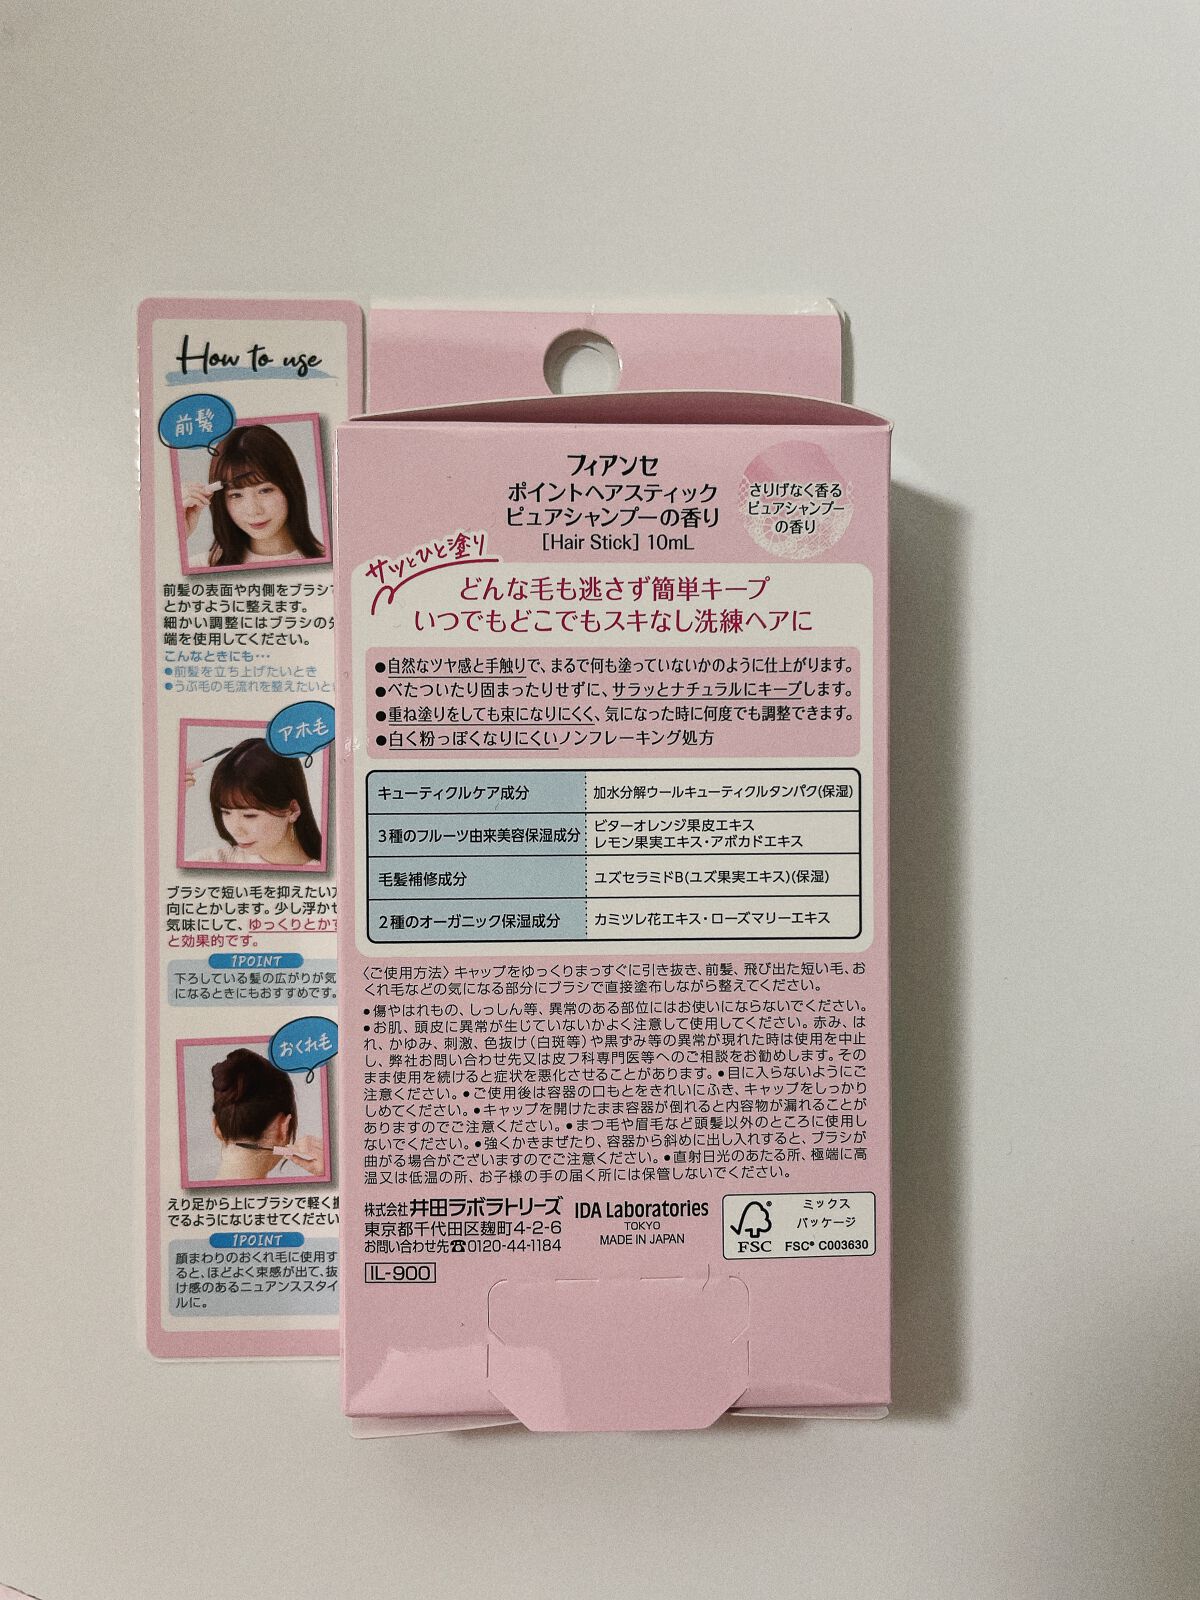 How to use
前髪
前髪の表面や内側をブラシで
とかすように整えます。
細かい調整にはブラシの
端を使用してください。
こんなときにも…
●前髪を立ち上げたいとき
●うぶ毛の毛流れを整えたいと
アホ毛
ブラシで短い毛を抑えたい方
向にとかします。少し浮かせ
気味にして、ゆっくりとかす
と効果的です。
1POINT
下ろしている髪の広がりが気
になるときにもおすすめです。
おくれ毛
えり足から上にブラシで軽く
でるようになじませてください
1POINT
顔まわりのおくれ毛に使用す
ると、ほどよく束感が出て、抜
け感のあるニュアンススタイ
ルに。
フィアンセ
ポイントヘアスティック
ピュアシャンプーの香り
[Hair Stick] 10mL
さりげなく香る
ピュアシャンプー
の香り
サッとひと塗り
どんな毛も逃さず簡単キープ
いつでもどこでもスキなし洗練ヘアに
●自然なツヤ感と手触りで、まるで何も塗っていないかのように仕上がります。
●べたついたり固まったりせずに、サラッとナチュラルにキープします。
●重ね塗りをしても束になりにくく、気になった時に何度でも調整できます。
●白く粉っぽくなりにくいノンフレーキング処方
キューティクルケア成分 加水分解ウールキューティクルタンパク(保湿)
3種のフルーツ由来美容保湿成分 ビターオレンジ果皮エキス
レモン果実エキス・アボカドエキス
毛髪補修成分 ユズセラミドB(ユズ果実エキス)(保湿)
2種のオーガニック保湿成分 カミツレ花エキス・ローズマリーエキス
〈ご使用方法〉キャップをゆっくりまっすぐに引き抜き、前髪、飛び出た短い毛、お
くれ毛などの気になる部分にブラシで直接塗布しながら整えてください。
●傷やはれもの、しっしん等、異常のある部位にはお使いにならないでください。
●お肌、頭皮に異常が生じていないかよく注意して使用してください。赤み、は
れ、かゆみ、刺激、色抜け(白斑等)や黒ずみ等の異常が現れた時は使用を中止
し、弊社お問い合わせ先又は皮フ科専門医等へのご相談をお勧めします。その
まま使用を続けると症状を悪化させることがあります。●目に入らないようにご
注意ください。●ご使用後は容器の口もとをきれいにふき、キャップをしっかり
しめてください。●キャップを開けたまま容器が倒れると内容物が漏れることが
ありますのでご注意ください。●まつ毛や眉毛など頭髪以外のところに使用し
ないでください。●強くかきまぜたり、容器から斜めに出し入れすると、ブラシが
曲がる場合がございますのでご注意ください。●直射日光のあたる所、極端に高
温又は低温の所、お子様の手の届く所には保管しないでください。
株式会社 井田ラボラトリーズ
東京都千代田区麹町4-2-6
お問い合わせ先☎0120-44-1184
IDA Laboratories
TOKYO
MADE IN JAPAN
ミックス
パッケージ
FSC
FSC® C003630
IL-900